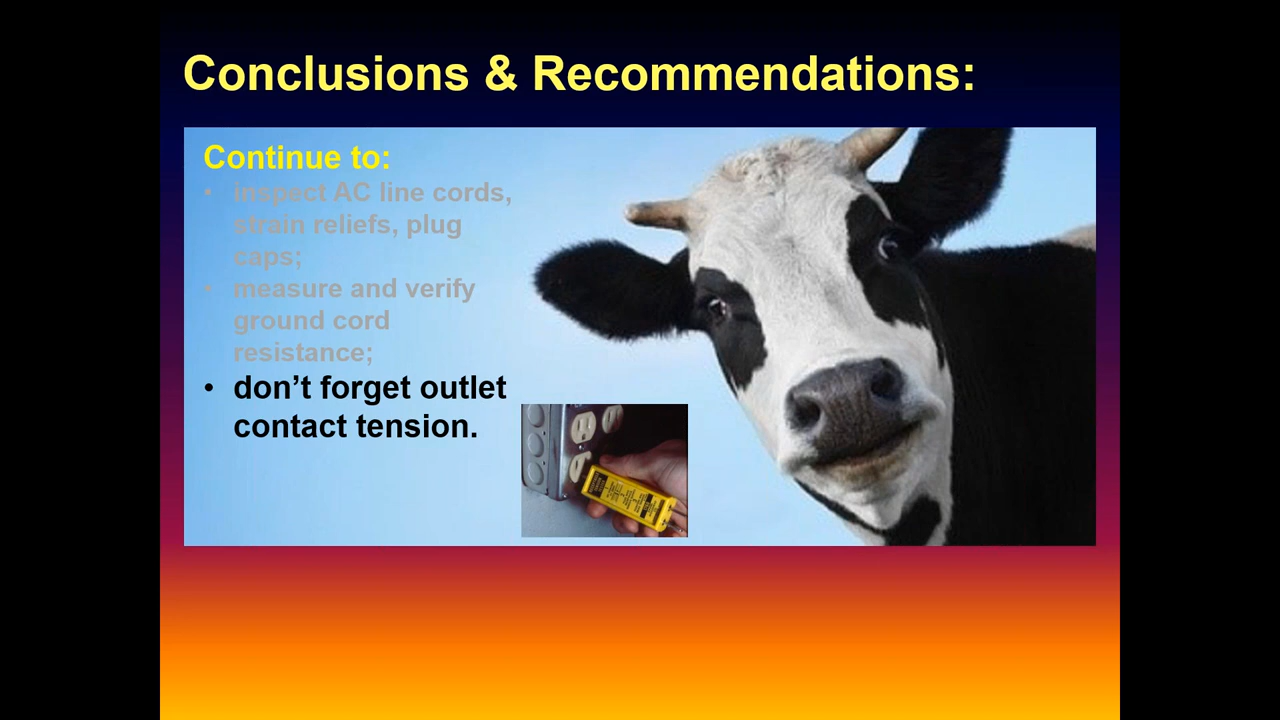 Conclusions & Recommendations:
Continue to:
• inspect AC line cords,
strain reliefs, plug
caps;
• measure and verify
ground cord
resistance;
• don’t forget outlet
contact tension.